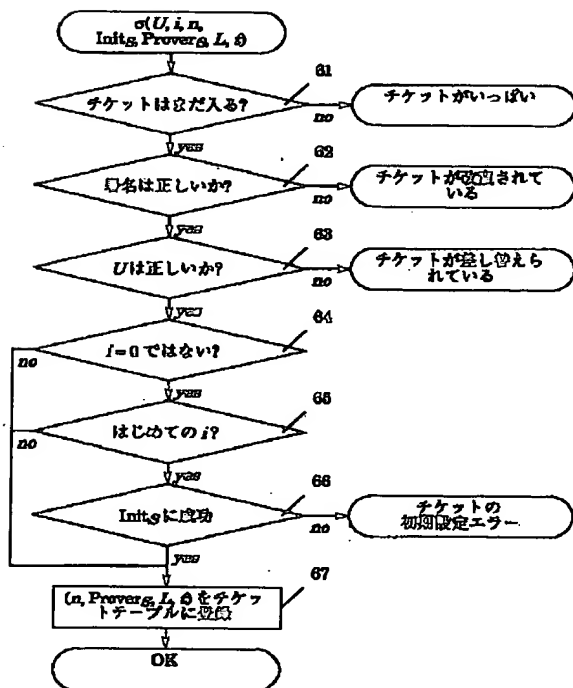 σ(U, i, n,
Init_S, Prover_S, L, s)
61
チケットはまだ入る?
no
チケットがいっぱい
yes
62
署名は正しいか?
no
チケットが改竄されて
いる
yes
63
Uは正しいか?
no
チケットが差し替えら
れている
yes
64
i=0ではない?
no
yes
65
はじめてのi?
no
yes
66
Init_Sに成功
no
チケットの
初期設定エラー
yes
67
(n, Prover_S, L, s)をチケッ
トテーブルに登録
OK